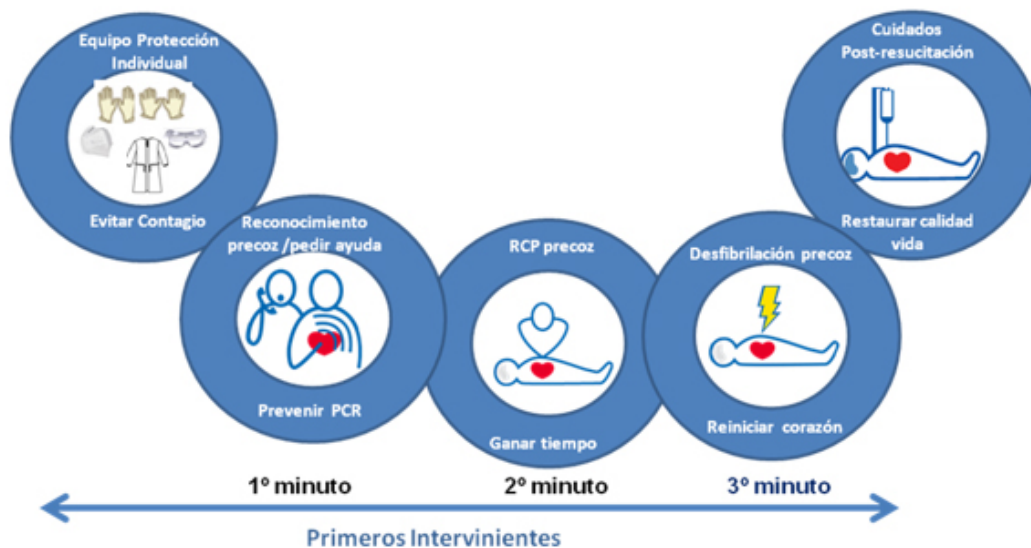 Equipo Protección
Individual
Evitar Contagio
Reconocimiento
precoz /pedir ayuda
Prevenir PCR
RCP precoz
Ganar tiempo
Desfibrilación precoz
Reiniciar corazón
Cuidados
Post-resucitación
Restaurar calidad
vida
1º minuto
2º minuto
3º minuto
Primeros Intervinientes